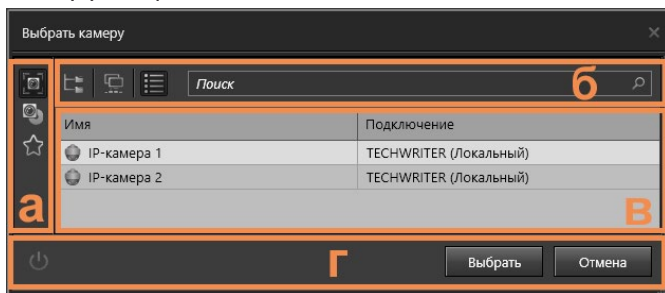 Выбрать камеру
Поиск
б
Имя Подключение
IP-камера 1 TECHWRITER (Локальный)
IP-камера 2 TECHWRITER (Локальный)
а
в
г
Выбрать Отмена